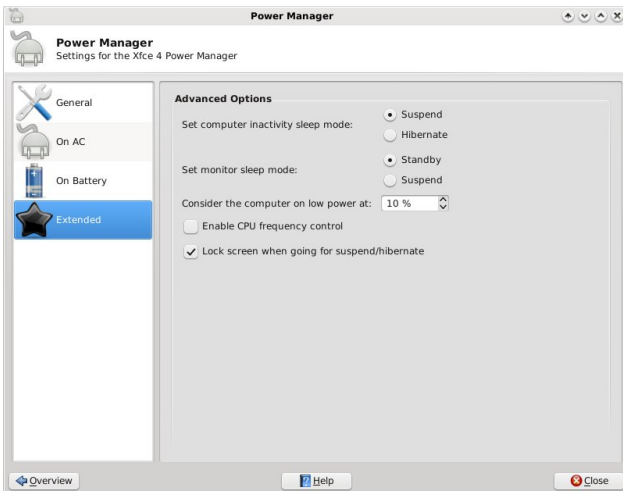 Power Manager
Power Manager
Settings for the Xfce 4 Power Manager
General
On AC
On Battery
Extended
Advanced Options
Set computer inactivity sleep mode:
Suspend
Hibernate
Set monitor sleep mode:
Standby
Suspend
Consider the computer on low power at: 10 %
Enable CPU frequency control
Lock screen when going for suspend/hibernate
Overview
Help
Close